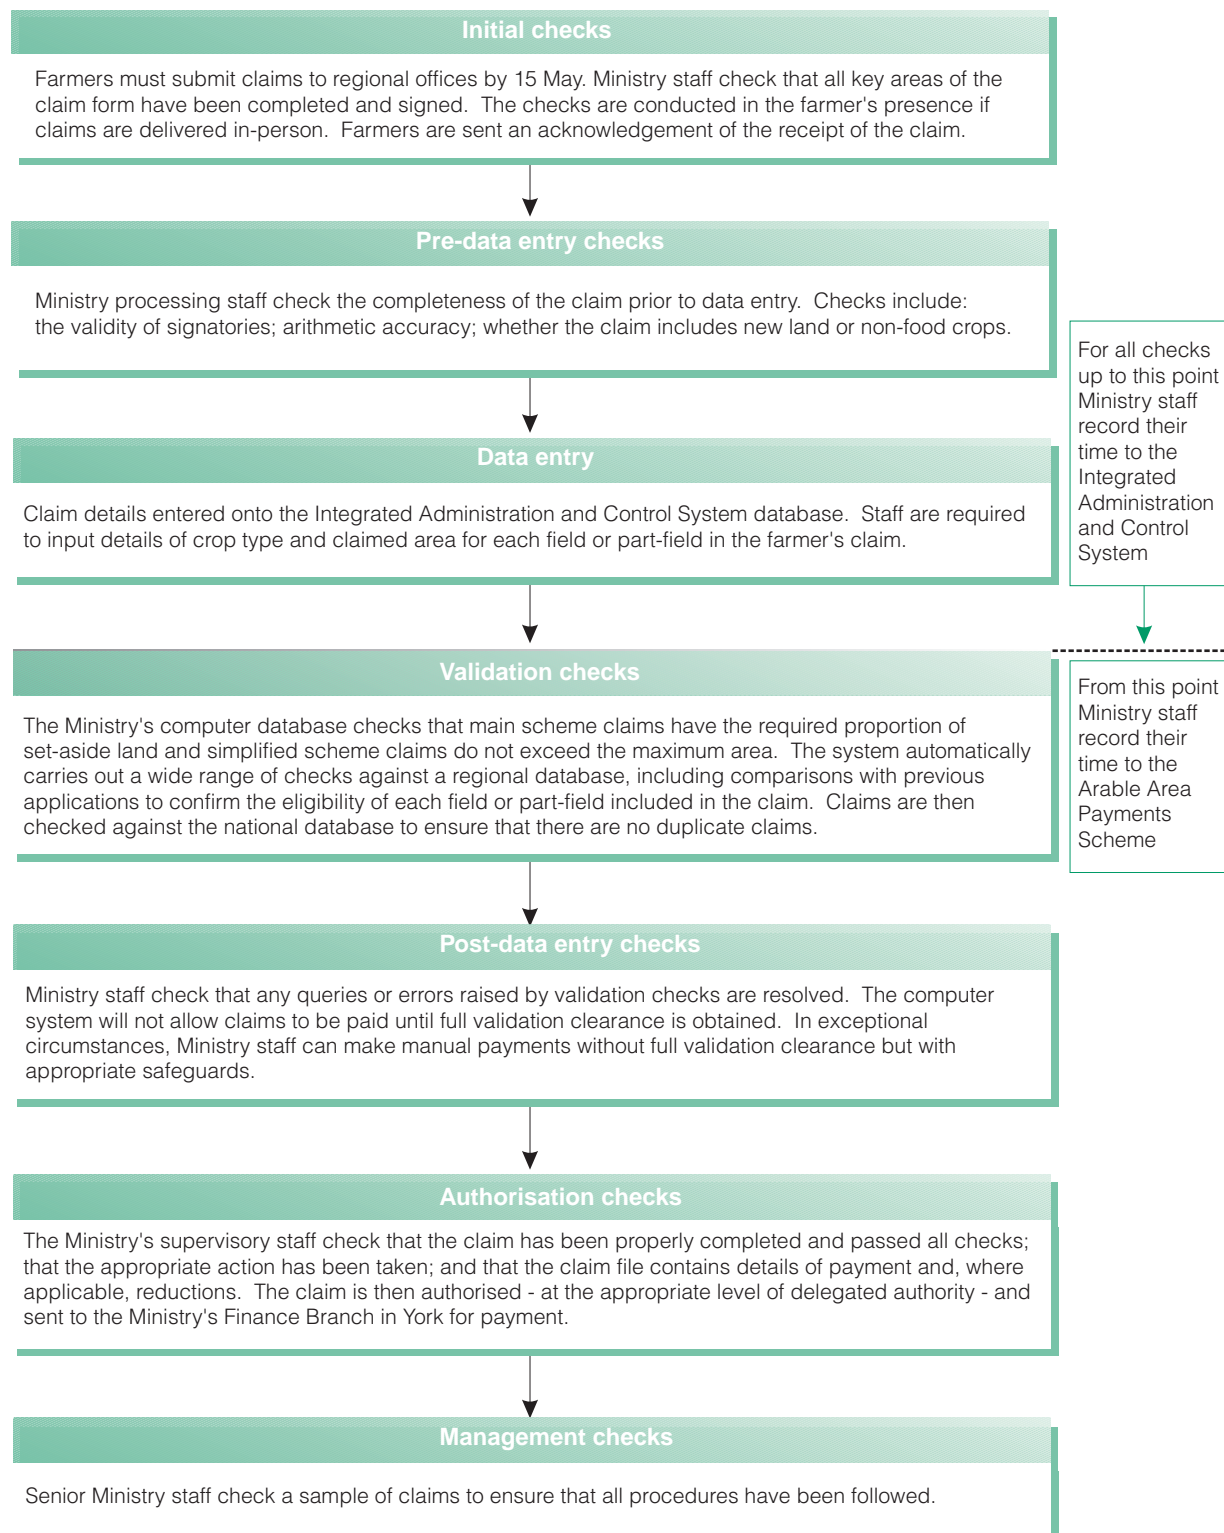 Initial checks
Farmers must submit claims to regional offices by 15 May. Ministry staff check that all key areas of the
claim form have been completed and signed. The checks are conducted in the farmer's presence if
claims are delivered in-person. Farmers are sent an acknowledgement of the receipt of the claim.
Pre-data entry checks
Ministry processing staff check the completeness of the claim prior to data entry. Checks include:
the validity of signatories; arithmetic accuracy; whether the claim includes new land or non-food crops.
For all checks
up to this point
Ministry staff
record their
time to the
Integrated
Administration
and Control
System
Data entry
Claim details entered onto the Integrated Administration and Control System database. Staff are required
to input details of crop type and claimed area for each field or part-field in the farmer's claim.
Validation checks
The Ministry's computer database checks that main scheme claims have the required proportion of
set-aside land and simplified scheme claims do not exceed the maximum area. The system automatically
carries out a wide range of checks against a regional database, including comparisons with previous
applications to confirm the eligibility of each field or part-field included in the claim. Claims are then
checked against the national database to ensure that there are no duplicate claims.
From this point
Ministry staff
record their
time to the
Arable Area
Payments
Scheme
Post-data entry checks
Ministry staff check that any queries or errors raised by validation checks are resolved. The computer
system will not allow claims to be paid until full validation clearance is obtained. In exceptional
circumstances, Ministry staff can make manual payments without full validation clearance but with
appropriate safeguards.
Authorisation checks
The Ministry's supervisory staff check that the claim has been properly completed and passed all checks;
that the appropriate action has been taken; and that the claim file contains details of payment and, where
applicable, reductions. The claim is then authorised - at the appropriate level of delegated authority - and
sent to the Ministry's Finance Branch in York for payment.
Management checks
Senior Ministry staff check a sample of claims to ensure that all procedures have been followed.